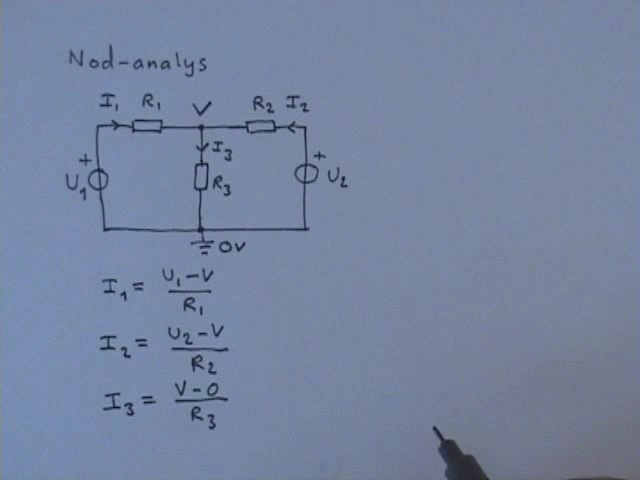 Nod-analys
I₁ R₁ V R₂ I₂
+ I₃ +
U₁ R₃ U₂
0V
I₁ = (U₁ - V) / R₁
I₂ = (U₂ - V) / R₂
I₃ = (V - 0) / R₃